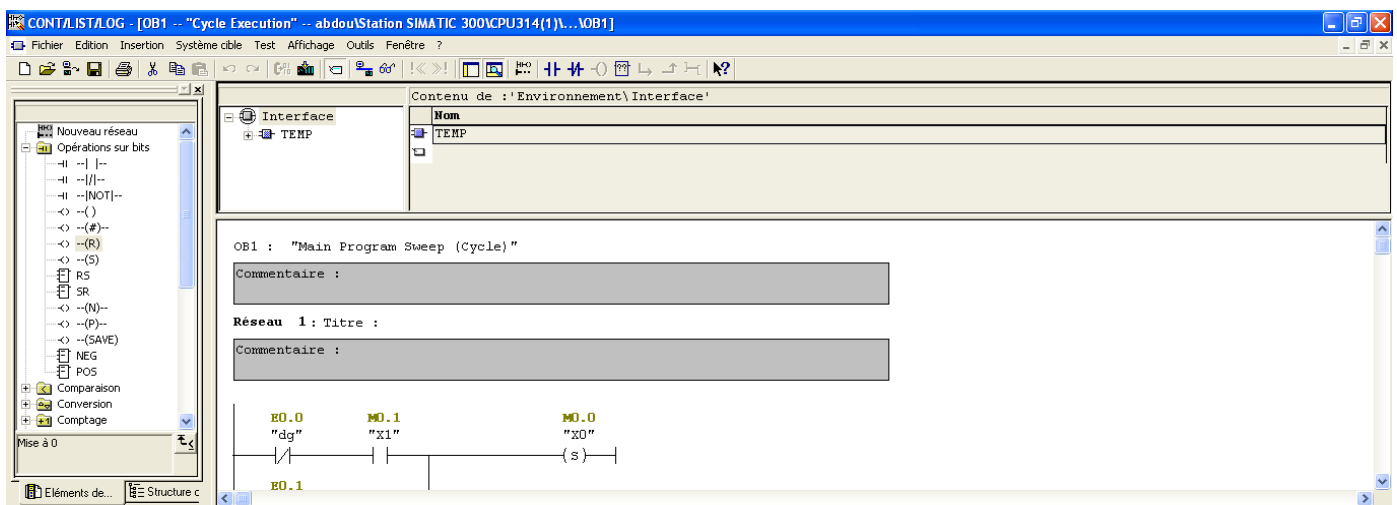 CONT/LIST/LOG - [OB1 -- "Cycle Execution" -- abdou\Station SIMATIC 300\CPU314(1)\...\OB1]
Fichier Edition Insertion Système cible Test Affichage Outils Fenêtre ?
Contenu de :'Environnement\Interface'
Interface
TEMP
Nom
TEMP
Nouveau réseau
Opérations sur bits
--| |--
--|/|--
--|NOT|--
--( )
--(#)--
--(R)
--(S)
RS
SR
--(N)--
--(P)--
--(SAVE)
NEG
POS
Comparaison
Conversion
Comptage
Mise à 0
Eléments de... Structure c
OB1 : "Main Program Sweep (Cycle)"
Commentaire :
Réseau 1 : Titre :
Commentaire :
E0.0 M0.1 M0.0
"dg" "X1" "X0"
S
E0.1